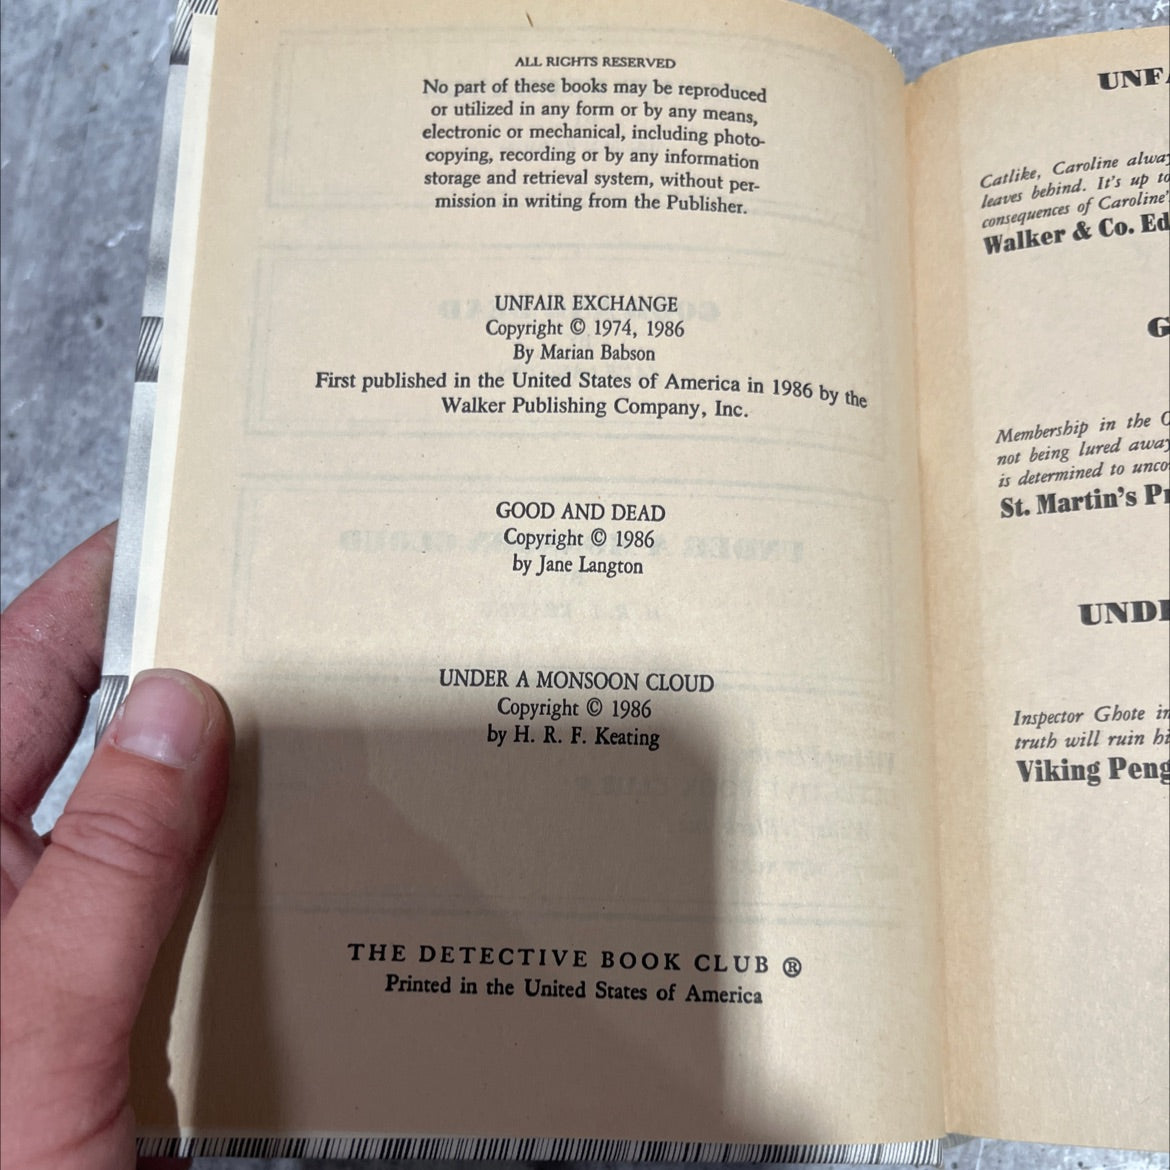 ALL RIGHTS RESERVED
No part of these books may be reproduced
or utilized in any form or by any means,
electronic or mechanical, including photo-
copying, recording or by any information
storage and retrieval system, without per-
mission in writing from the Publisher.
UNFAIR EXCHANGE
Copyright © 1974, 1986
By Marian Babson
First published in the United States of America in 1986 by the
Walker Publishing Company, Inc.
GOOD AND DEAD
Copyright © 1986
by Jane Langton
UNDER A MONSOON CLOUD
Copyright © 1986
by H. R. F. Keating
THE DETECTIVE BOOK CLUB ®
Printed in the United States of America
UNFA
Catlike, Caroline alway
leaves behind. It's up to
consequences of Caroline'
Walker & Co. Ed
G
Membership in the
not being lured away
is determined to unco
St. Martin's Pr
UNDE
Inspector Ghote in
truth will ruin hi
Viking Peng